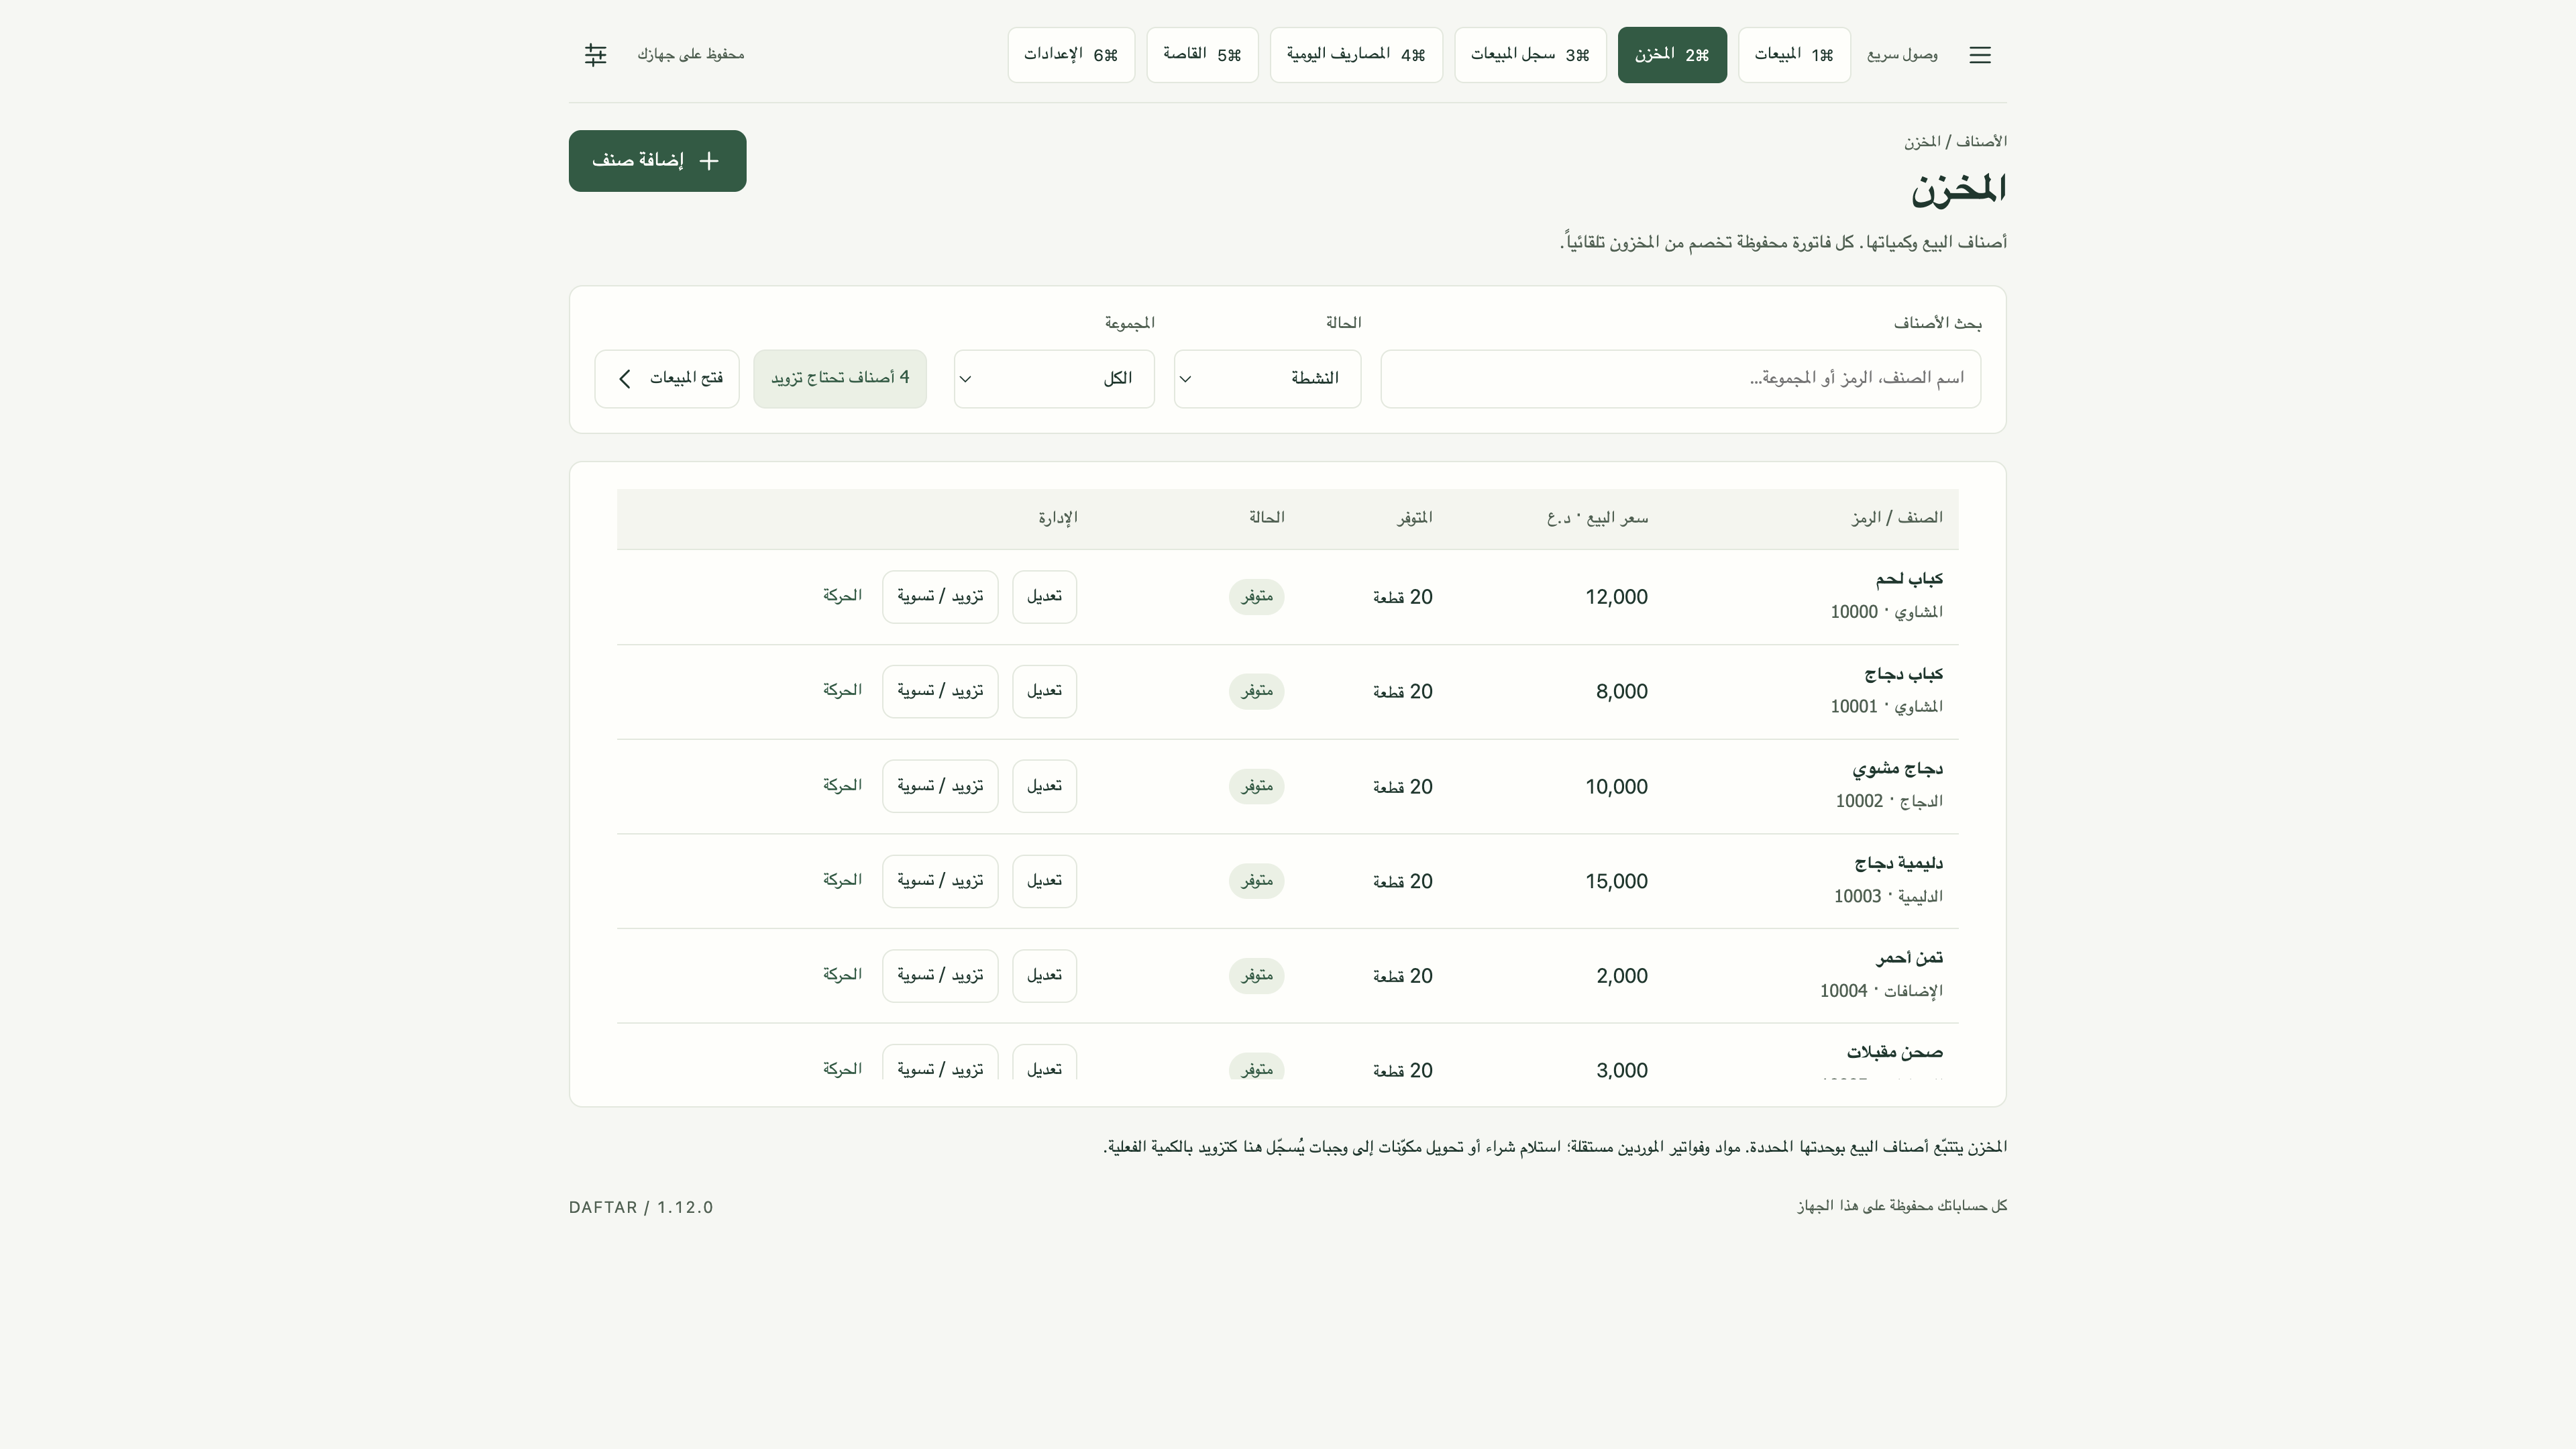 وصول سريع
⌘1 المبيعات
⌘2 المخزن
⌘3 سجل المبيعات
⌘4 المصاريف اليومية
⌘5 القاصة
⌘6 الإعدادات
محفوظ على جهازك
الأصناف / المخزن
المخزن
أصناف البيع وكمياتها. كل فاتورة محفوظة تخصم من المخزون تلقائياً.
إضافة صنف
بحث الأصناف
الحالة
المجموعة
اسم الصنف، الرمز أو المجموعة...
النشطة
الكل
4 أصناف تحتاج تزويد
فتح المبيعات
الصنف / الرمز
سعر البيع · د.ع
المتوفر
الحالة
الإدارة
كباب لحم
المشاوي · 10000
12,000
20 قطعة
متوفر
تعديل
تزويد / تسوية
الحركة
كباب دجاج
المشاوي · 10001
8,000
20 قطعة
متوفر
تعديل
تزويد / تسوية
الحركة
دجاج مشوي
الدجاج · 10002
10,000
20 قطعة
متوفر
تعديل
تزويد / تسوية
الحركة
دليمية دجاج
الدليمية · 10003
15,000
20 قطعة
متوفر
تعديل
تزويد / تسوية
الحركة
تمن أحمر
الإضافات · 10004
2,000
20 قطعة
متوفر
تعديل
تزويد / تسوية
الحركة
صحن مقبلات
3,000
20 قطعة
متوفر
تعديل
تزويد / تسوية
الحركة
المخزن يتتبّع أصناف البيع بوحدتها المحددة. مواد وفواتير الموردين مستقلة؛ استلام شراء أو تحويل مكوّنات إلى وجبات يُسجّل هنا كتزويد بالكمية الفعلية.
كل حساباتك محفوظة على هذا الجهاز
DAFTAR / 1.12.0